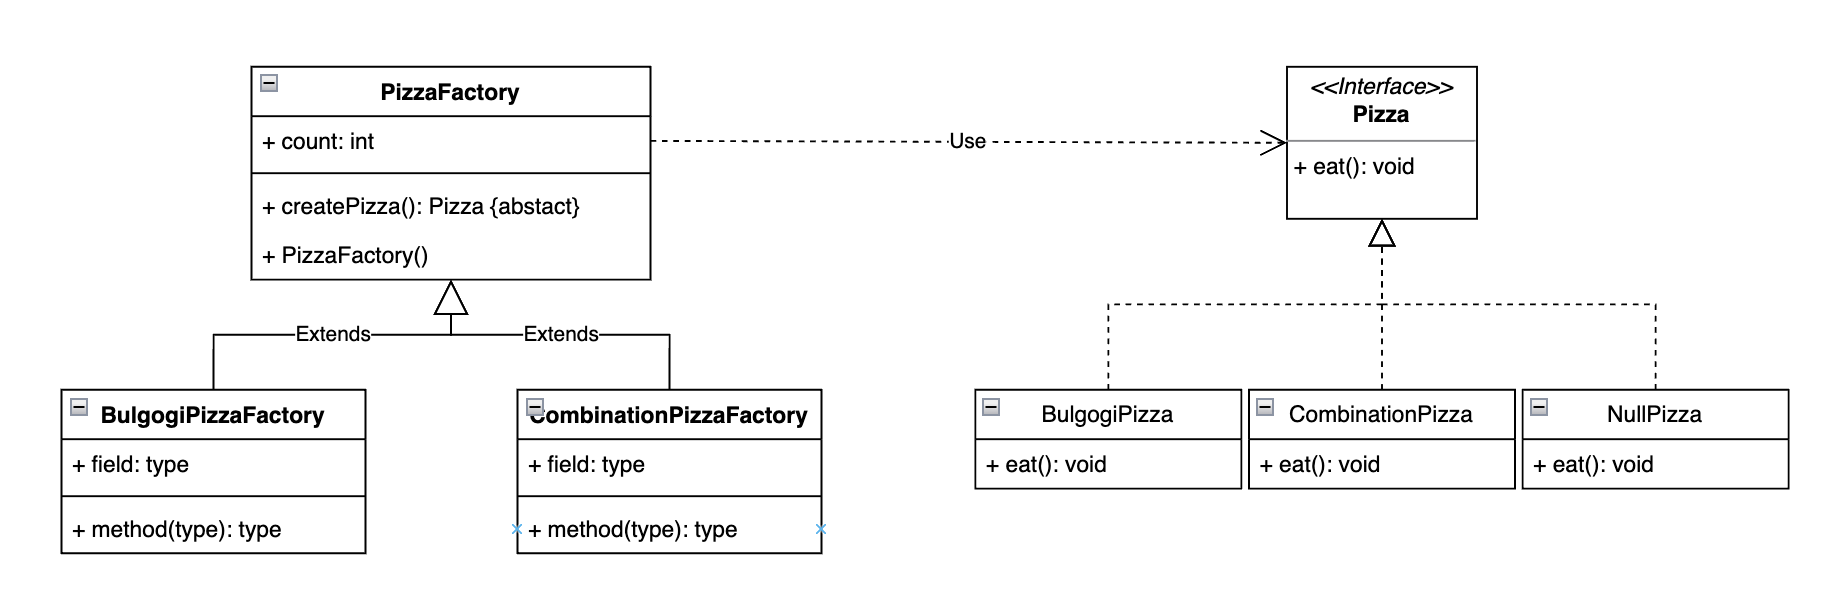 PizzaFactory
+ count: int
+ createPizza(): Pizza {abstact}
+ PizzaFactory()
Use
<<Interface>>
Pizza
+ eat(): void
Extends
Extends
BulgogiPizzaFactory
+ field: type
+ method(type): type
CombinationPizzaFactory
+ field: type
+ method(type): type
BulgogiPizza
+ eat(): void
CombinationPizza
+ eat(): void
NullPizza
+ eat(): void